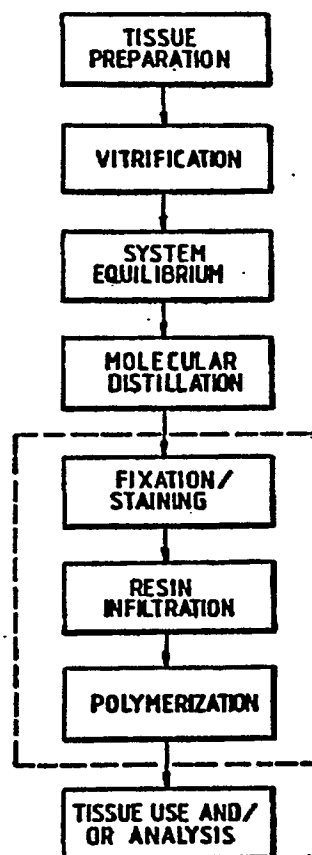 TISSUE
PREPARATION
VITRIFICATION
SYSTEM
EQUILIBRIUM
MOLECULAR
DISTILLATION
FIXATION/
STAINING
RESIN
INFILTRATION
POLYMERIZATION
TISSUE USE AND/
OR ANALYSIS